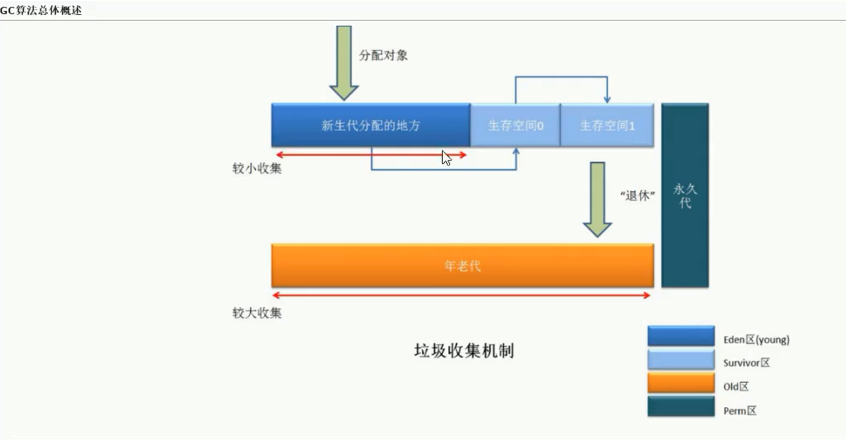 GC算法总体概述
分配对象
新生代分配的地方
生存空间0
生存空间1
较小收集
“退休”
永久
代
年老代
较大收集
垃圾收集机制
Eden区(young)
Survivor区
Old区
Perm区